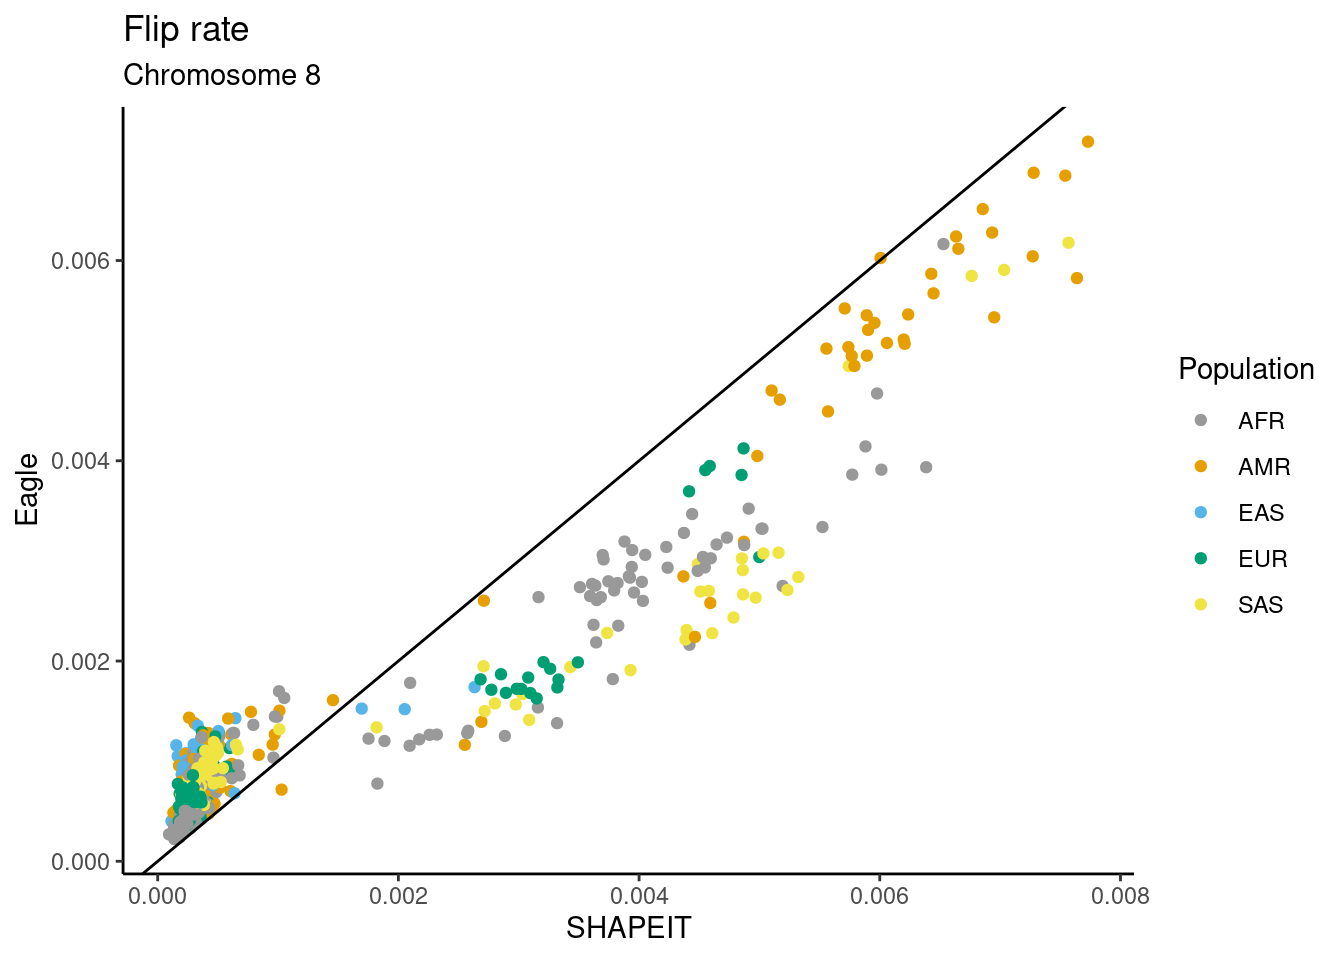 Flip rate
Chromosome 8
0.006
0.004
0.002
0.000
Eagle
0.000 0.002 0.004 0.006 0.008
SHAPEIT
Population
AFR
AMR
EAS
EUR
SAS